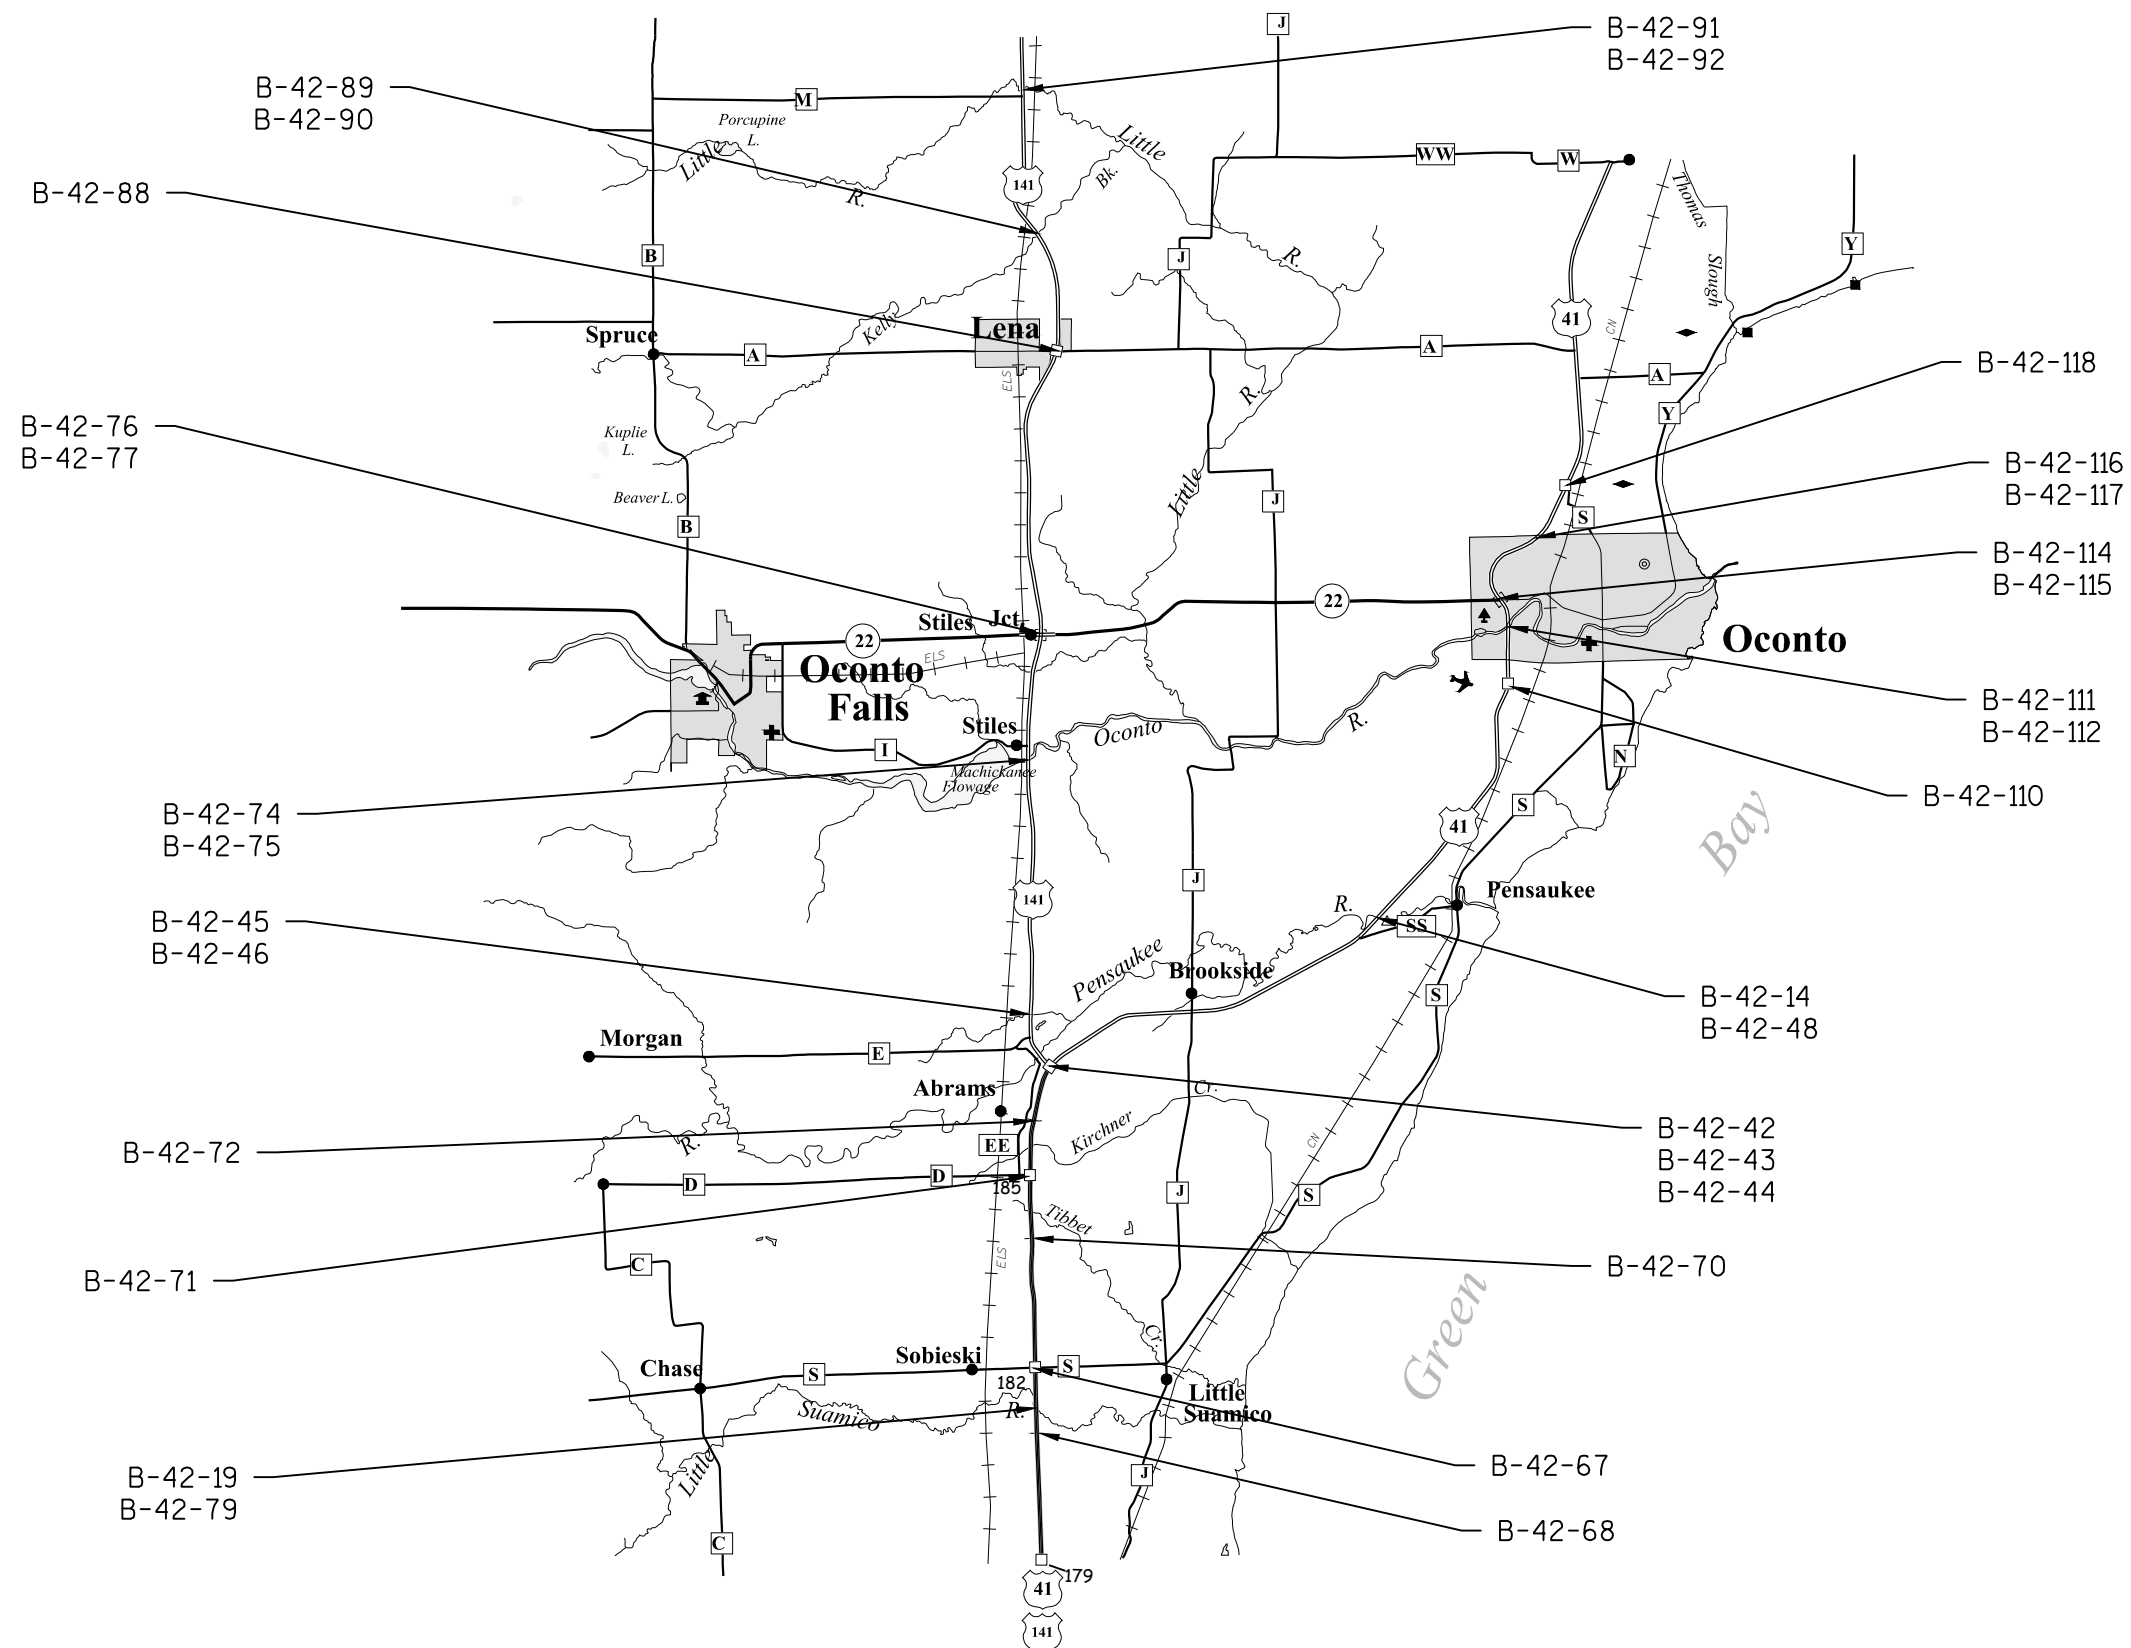 J
B-42-91
B-42-92
B-42-89
B-42-90
M
Porcupine
L.
Little
R.
Little
Bk.
WW
W
141
B-42-88
Thomas
Slough
B
J
R.
Y
41
CN
Kelly
Lena
Spruce
A
A
A
B-42-118
ELS
R.
Y
B-42-76
B-42-77
Kuplie
L.
Beaver L.
B
Little
J
S
B-42-116
B-42-117
B-42-114
B-42-115
22
Stiles Jct.
22
ELS
Oconto
Falls
Oconto
Stiles
Oconto
R.
I
Machickanee
Flowage
B-42-111
B-42-112
N
B-42-110
S
B-42-74
B-42-75
41
Bay
J
Pensaukee
141
R.
SS
B-42-45
B-42-46
Pensaukee
Brookside
S
B-42-14
B-42-48
Morgan
E
Abrams
Cr.
Kirchner
CN
B-42-42
B-42-43
B-42-44
B-42-72
R.
EE
D
D
185
J
S
Tibbet
ELS
C
B-42-71
B-42-70
Green
Cr.
Sobieski
S
Chase
S
182
Little
Suamico
Suamico
R.
B-42-19
B-42-79
Little
J
B-42-67
B-42-68
C
179
41
141